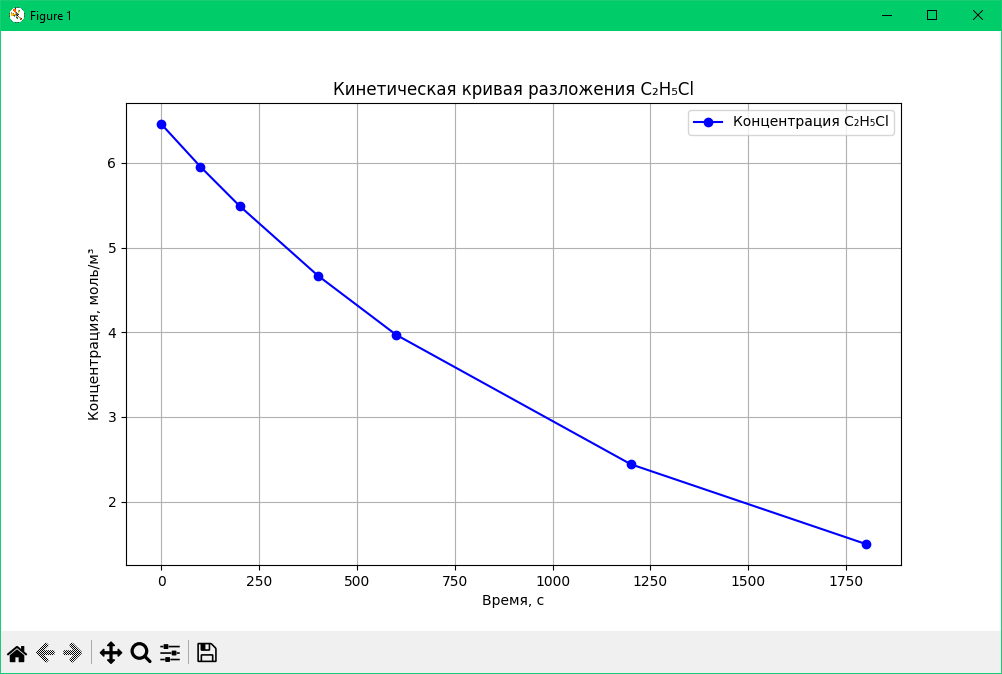 Figure 1
Кинетическая кривая разложения C₂H₅Cl
Концентрация C₂H₅Cl
Концентрация, моль/м³
6
5
4
3
2
0 250 500 750 1000 1250 1500 1750
Время, с